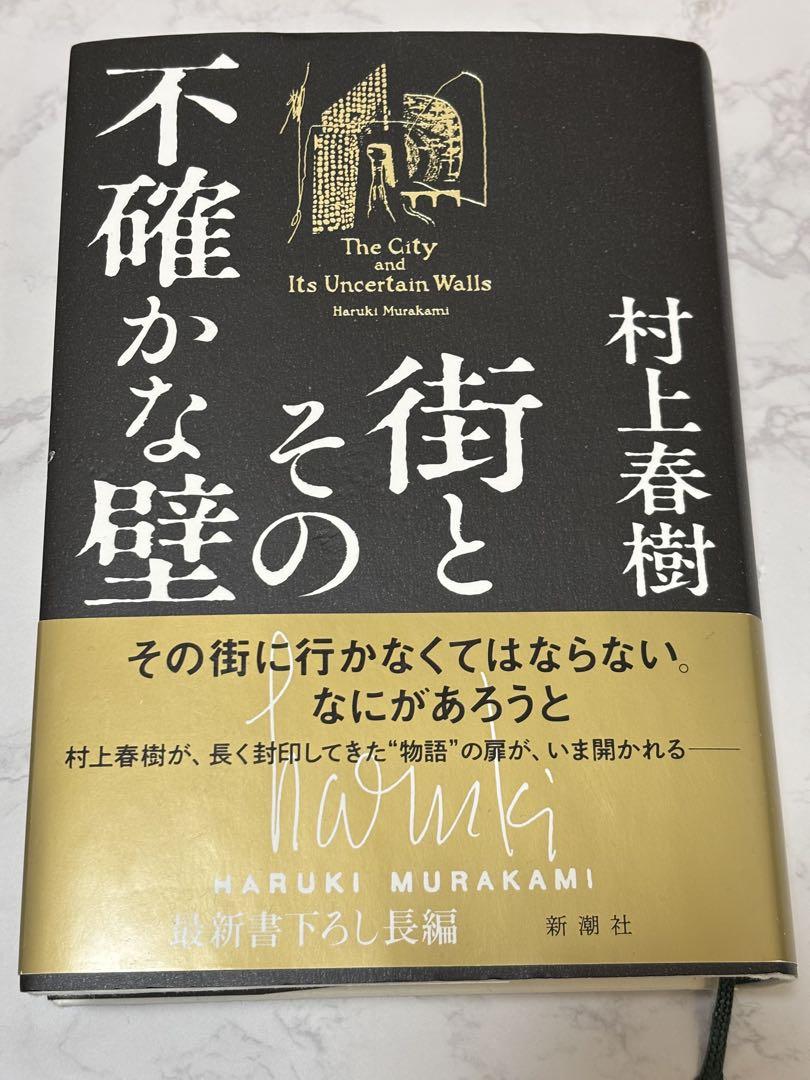 The City
and
Its Uncertain Walls
Haruki Murakami
村上春樹
街と
その
不確かな壁
その街に行かなくてはならない。
なにがあろうと
村上春樹が、長く封印してきた“物語”の扉が、いま開かれる――
haruki
HARUKI MURAKAMI
最新書下ろし長編
新潮社